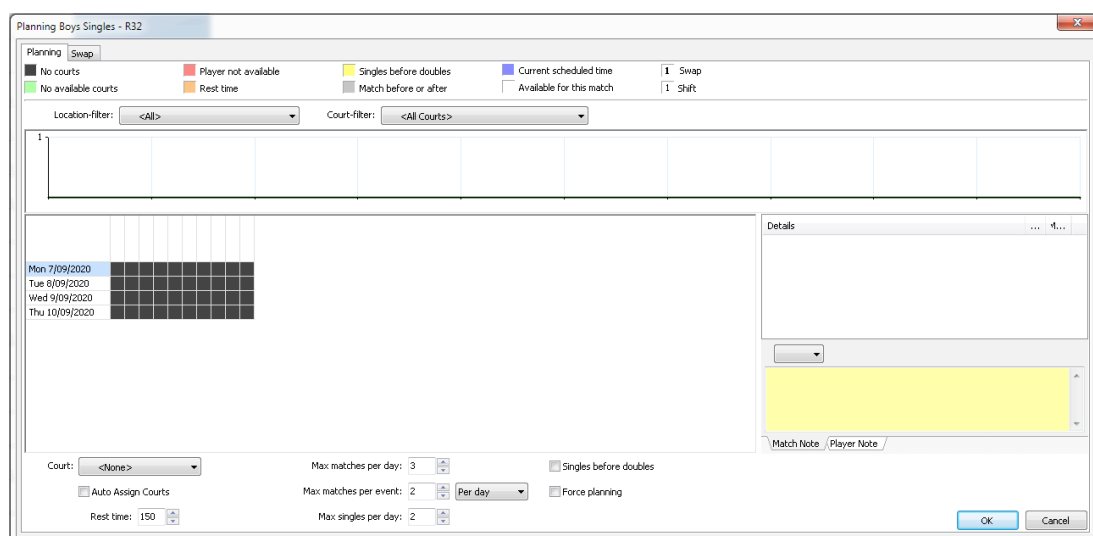 Planning Boys Singles - R32
Planning Swap
No courts Player not available Singles before doubles Current scheduled time 1 Swap
No available courts Rest time Match before or after Available for this match 1 Shift
Location-filter: <All> Court-filter: <All Courts>
1
Details ... M...
Mon 7/09/2020
Tue 8/09/2020
Wed 9/09/2020
Thu 10/09/2020
Match Note Player Note
Court: <None> Max matches per day: 3 Singles before doubles
Auto Assign Courts Max matches per event: 2 Per day Force planning
Rest time: 150 Max singles per day: 2 OK Cancel